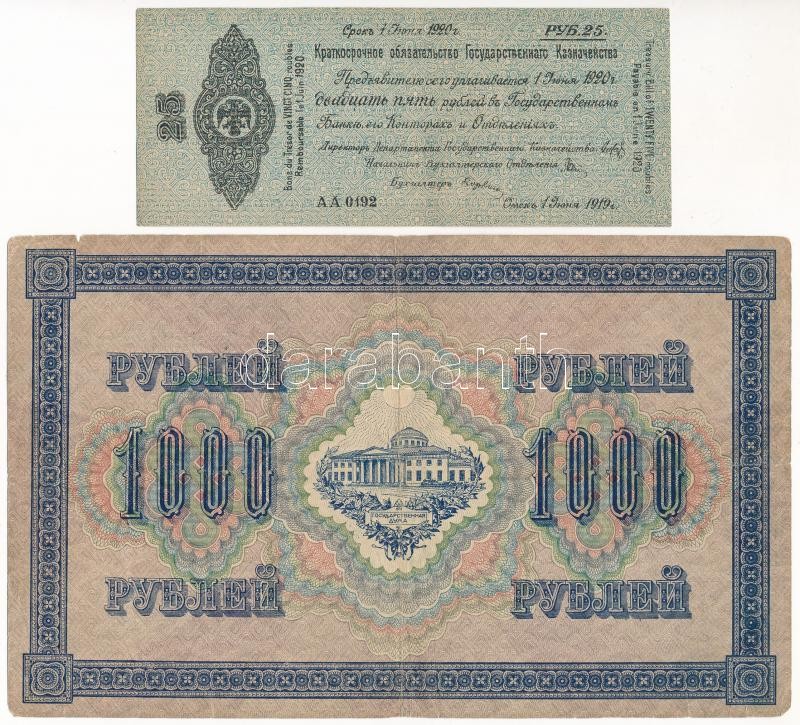 Срокъ 1 Іюня 1920 г.
РУБ. 25.
Краткосрочное обязательство Государственнаго Казначейства
Предъявителю сего уплачивается 1 Іюня 1920 г.
двадцать пять рублей въ Государственномъ
Банкѣ, его Конторахъ и Отдѣленіяхъ.
Директоръ Департамента Государственнаго Казначейства
Начальникъ Бухгалтерскаго Отдѣленія
Бухгалтеръ
АА 0192
Омскъ 1 Іюня 1919 г.
25
Bons du trésor de VINGT CINQ roubles
Remboursable le 1 Juin 1920.
Treasury Bill of TWENTY FIVE roubles
Payable on 1 June 1920
РУБЛЕЙ РУБЛЕЙ
darabanth
1000 1000
ГОСУДАРСТВЕННАЯ
ДУМА
РУБЛЕЙ РУБЛЕЙ